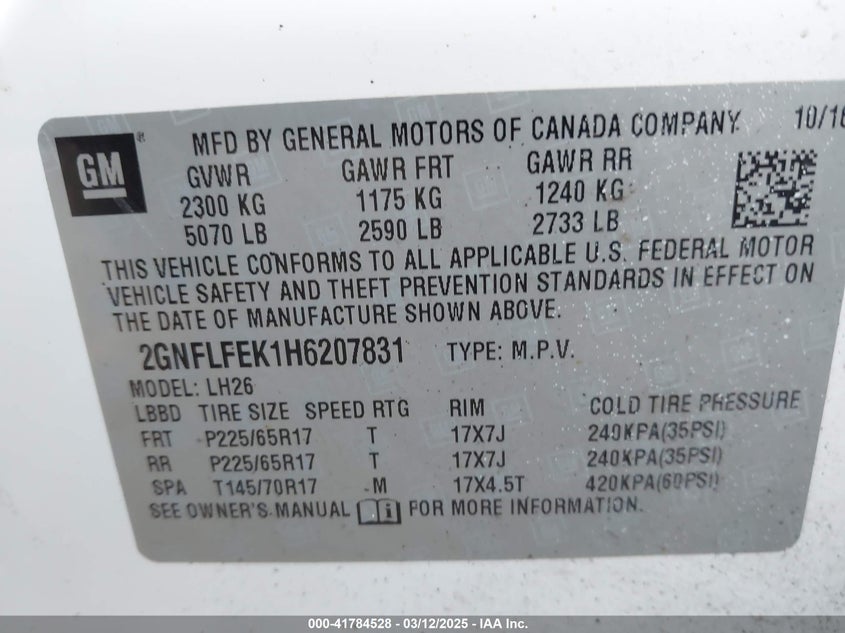 GM
MFD BY GENERAL MOTORS OF CANADA COMPANY. 10/16
GVWR GAWR FRT GAWR RR
2300 KG 1175 KG 1240 KG
5070 LB 2590 LB 2733 LB
THIS VEHICLE CONFORMS TO ALL APPLICABLE U.S. FEDERAL MOTOR
VEHICLE SAFETY AND THEFT PREVENTION STANDARDS IN EFFECT ON
THE DATE OF MANUFACTURE SHOWN ABOVE.
2GNFLFEK1H6207831 TYPE: M.P.V.
MODEL: LH26
LBBD TIRE SIZE SPEED RTG RIM COLD TIRE PRESSURE
FRT P225/65R17 T 17X7J 240KPA(35PSI)
RR P225/65R17 T 17X7J 240KPA(35PSI)
SPA T145/70R17 M 17X4.5T 420KPA(60PSI)
SEE OWNER'S MANUAL FOR MORE INFORMATION.
000-41784528 - 03/12/2025 - IAA Inc.